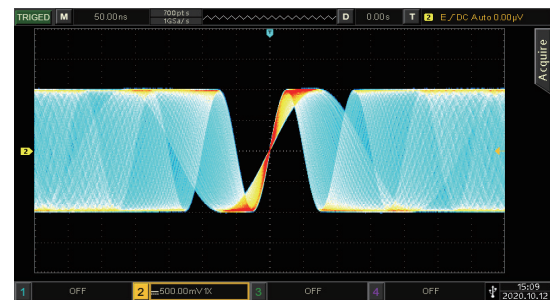 TRIGED M 50.00ns 700pts D 0.00s T 2 E DC Auto 0.00μV
1GSa/s
Acquire
2
1 OFF 2 500.00mV 1X 3 OFF 4 OFF 15:09
2020.10.12